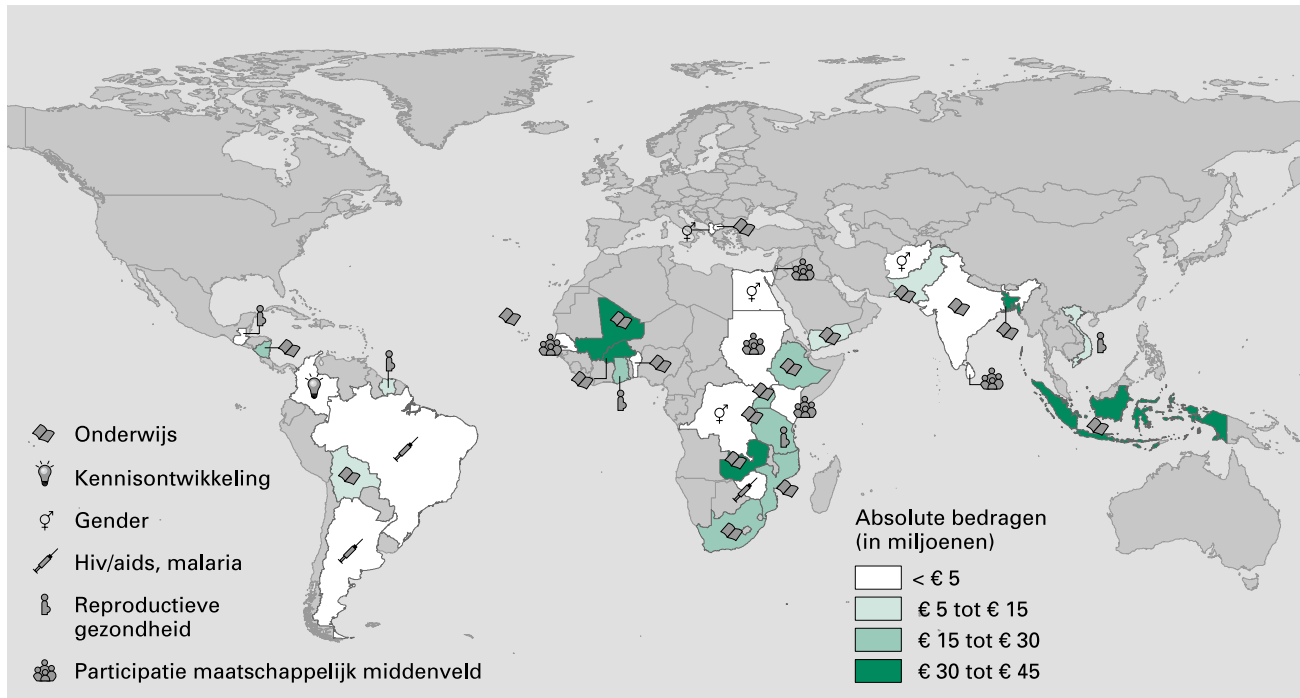 Onderwijs
Kennisontwikkeling
Gender
Hiv/aids, malaria
Reproductieve
gezondheid
Participatie maatschappelijk middenveld
Absolute bedragen
(in miljoenen)
< € 5
€ 5 tot € 15
€ 15 tot € 30
€ 30 tot € 45